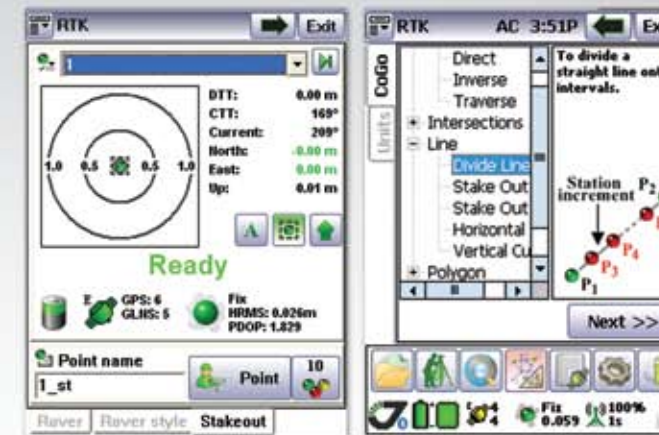 RTK
Exit
1
DTT: 0.00 m
CTT: 169°
Current: 209°
North: -0.00 m
East: 0.00 m
Up: 0.01 m
1.0 0.5 0.5 1.0
A
Ready
E GPS: 6
GLNS: 5
Fix
HRMS: 0.026m
PDOP: 1.829
Point name
1_st
Point
10
Rover Rover style Stakeout
RTK AC 3:51P
CoGo
Units
Direct
Inverse
Traverse
Intersections
Line
Divide Line
Stake Out
Stake Out
Horizontal
Vertical Cu
Polygon
To divide a
straight line
intervals.
Station
increment
P2
P4
P3
P1
Next >>
4
4
Fix
0.059
100%
1s